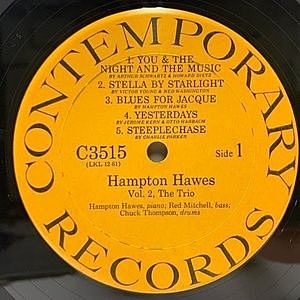 CONTEMPORARY
RECORDS
1. YOU & THE
NIGHT AND THE MUSIC
BY ARTHUR SCHWARTZ & HOWARD DIETZ
2. STELLA BY STARLIGHT
BY VICTOR YOUNG & NED WASHINGTON
3. BLUES FOR JACQUE
BY HAMPTON HAWES
4. YESTERDAYS
BY JEROME KERN & OTTO HARBACH
5. STEEPLECHASE
BY CHARLIE PARKER
C3515 Side 1
(LKL 12-61)
Hampton Hawes
Vol. 2, The Trio
Hampton Hawes, piano; Red Mitchell, bass;
Chuck Thompson, drums